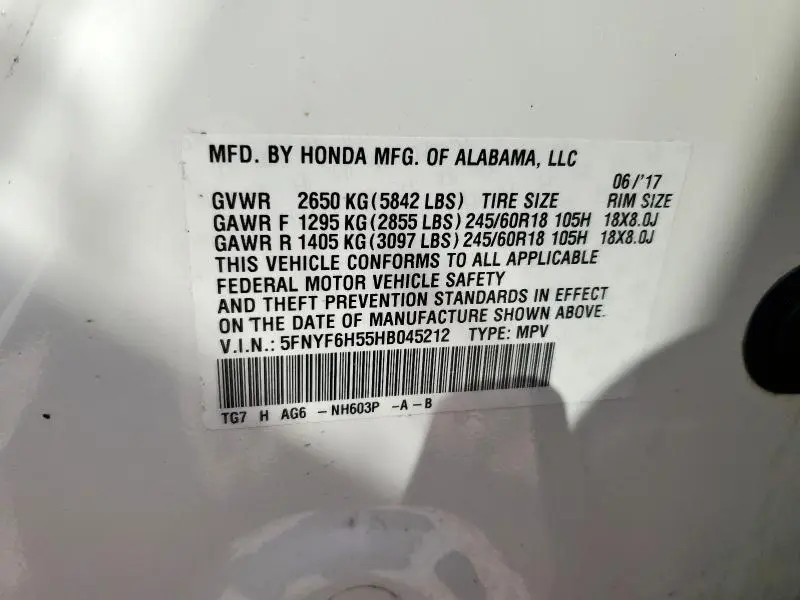 MFD. BY HONDA MFG. OF ALABAMA, LLC
06/'17
GVWR 2650 KG (5842 LBS) TIRE SIZE RIM SIZE
GAWR F 1295 KG (2855 LBS) 245/60R18 105H 18X8.0J
GAWR R 1405 KG (3097 LBS) 245/60R18 105H 18X8.0J
THIS VEHICLE CONFORMS TO ALL APPLICABLE
FEDERAL MOTOR VEHICLE SAFETY
AND THEFT PREVENTION STANDARDS IN EFFECT
ON THE DATE OF MANUFACTURE SHOWN ABOVE.
V.I.N.: 5FNYF6H55HB045212 TYPE: MPV
TG7 H AG6 -NH603P -A-B